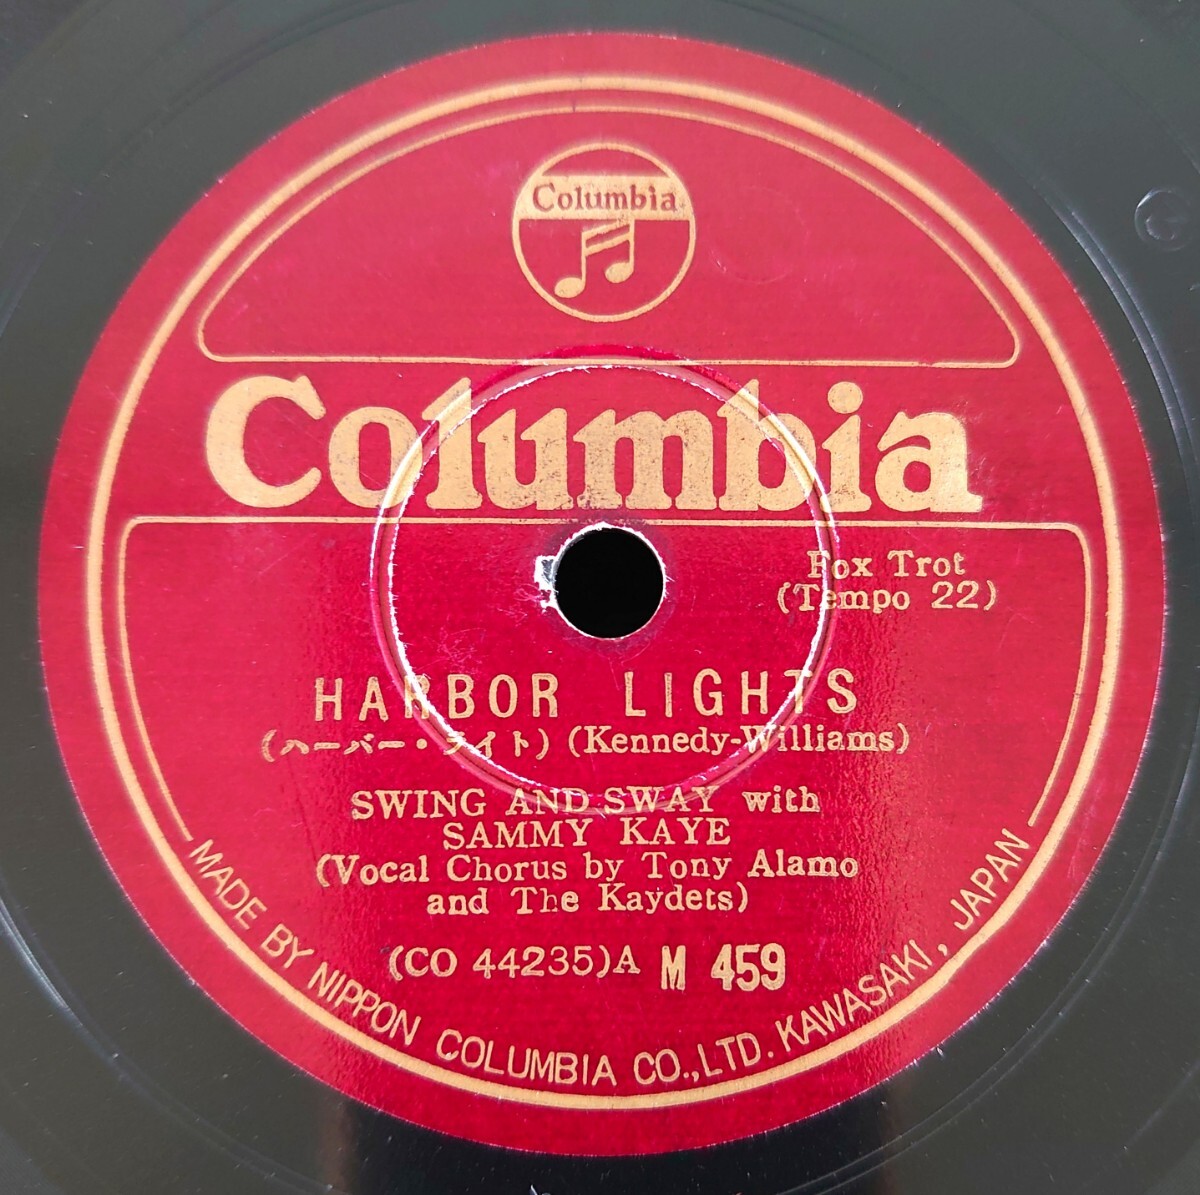 Columbia
Columbia
Fox Trot
(Tempo 22)
HARBOR LIGHTS
(ハーバー・ライト) (Kennedy-Williams)
SWING AND SWAY with
SAMMY KAYE
(Vocal Chorus by Tony Alamo
and The Kaydets)
(CO 44235)A M 459
MADE BY NIPPON COLUMBIA CO.,LTD. KAWASAKI, JAPAN